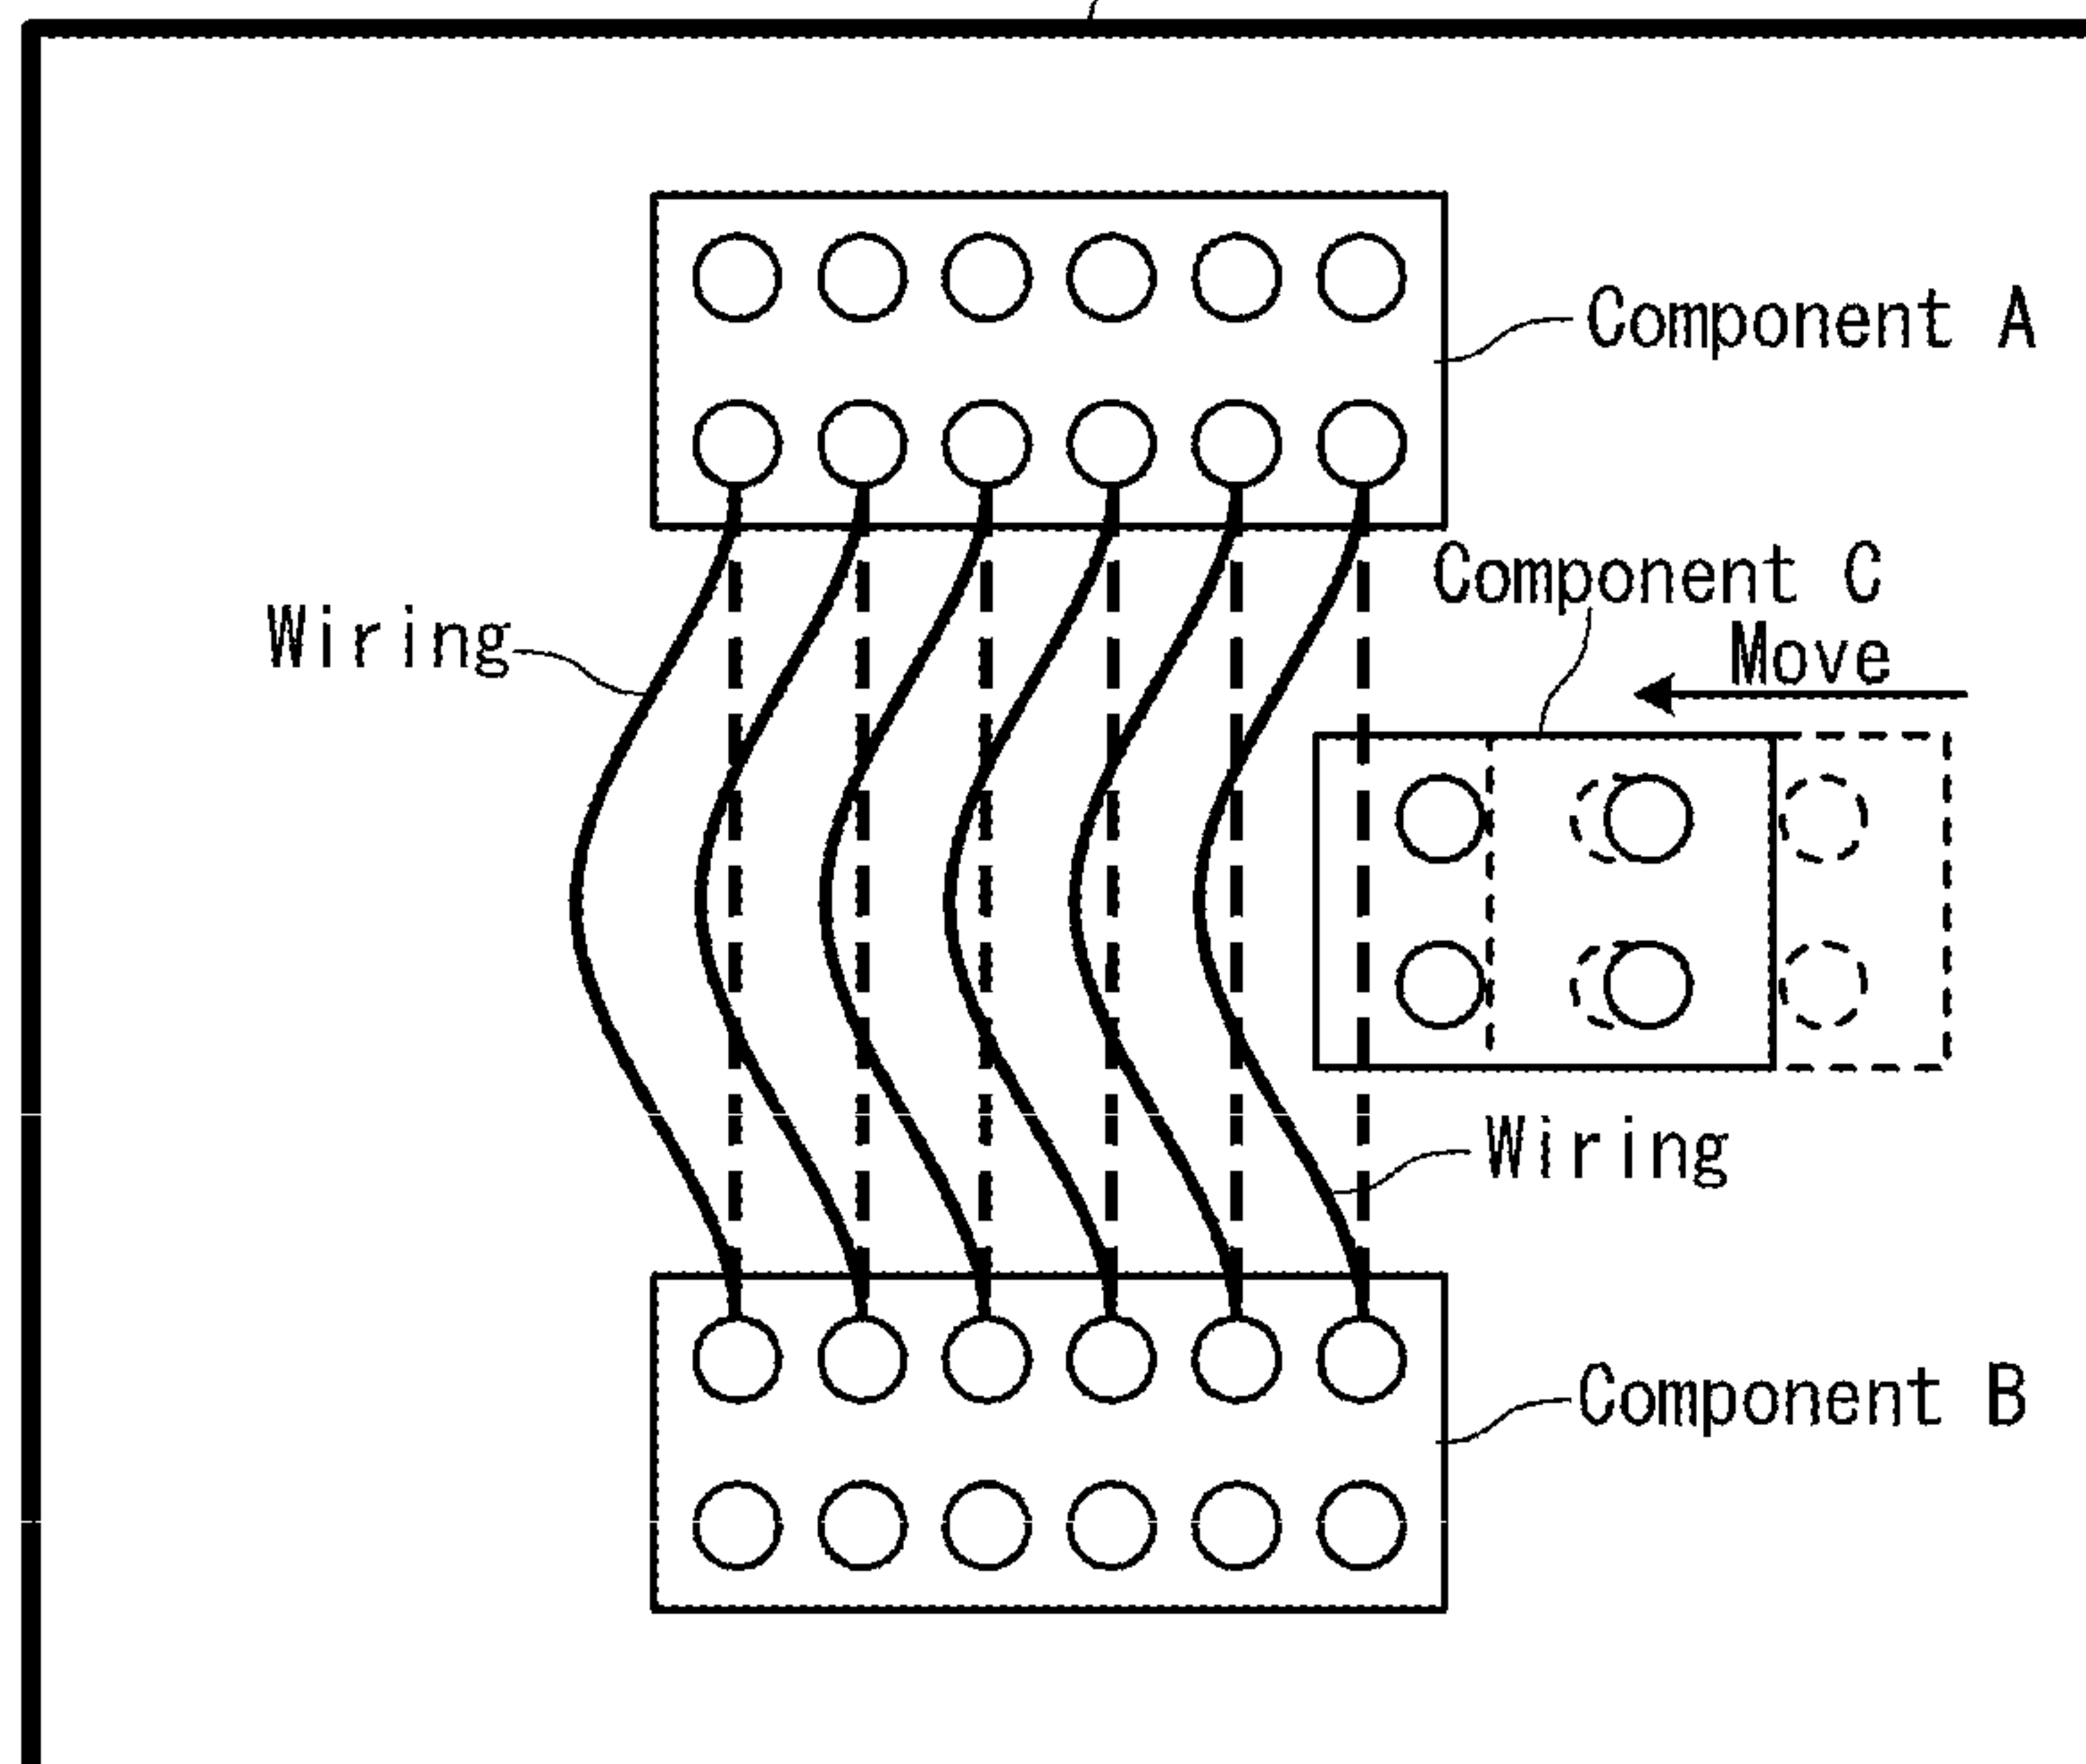 Component A
Component C
Wiring
Move
Wiring
Component B